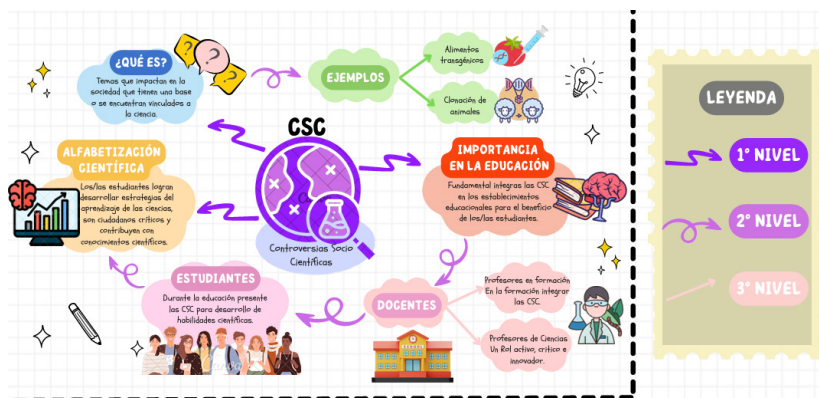 ¿QUÉ ES?
Temas que impactan en la
sociedad que tienen una base
o se encuentran vinculados a
la ciencia.
EJEMPLOS
Alimentos
transgénicos
Clonación de
animales
CSC
Controversias Socio
Científicas
ALFABETIZACIÓN
CIENTÍFICA
Los/las estudiantes logran
desarrollar estrategias del
aprendizaje de las ciencias,
son ciudadanos críticos y
contribuyen con
conocimientos científicos.
IMPORTANCIA
EN LA EDUCACIÓN
Fundamental integras las CSC
en los establecimientos
educacionales para el beneficio
de los/las estudiantes.
ESTUDIANTES
Durante la educación presente
las CSC para desarrollo de
habilidades científicas.
DOCENTES
Profesores en formación
En la formación integrar
las CSC.
Profesores de Ciencias
Un Rol activo, crítico e
innovador.
SCHOOL
LEYENDA
1° NIVEL
2° NIVEL
3° NIVEL